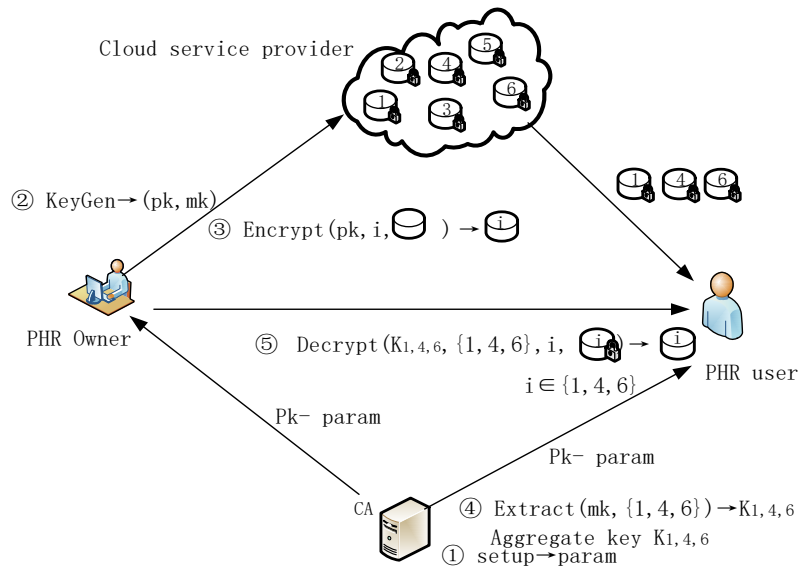 Cloud service provider
5
2 4
6
1 3
1 4 6
② KeyGen→(pk,mk)
③ Encrypt(pk,i, )→ i
PHR Owner
⑤ Decrypt(K1,4,6,{1,4,6},i, i )→ i
PHR user
i∈{1,4,6}
Pk- param
Pk- param
CA
④ Extract(mk,{1,4,6})→K1,4,6
Aggregate key K1,4,6
① setup→param